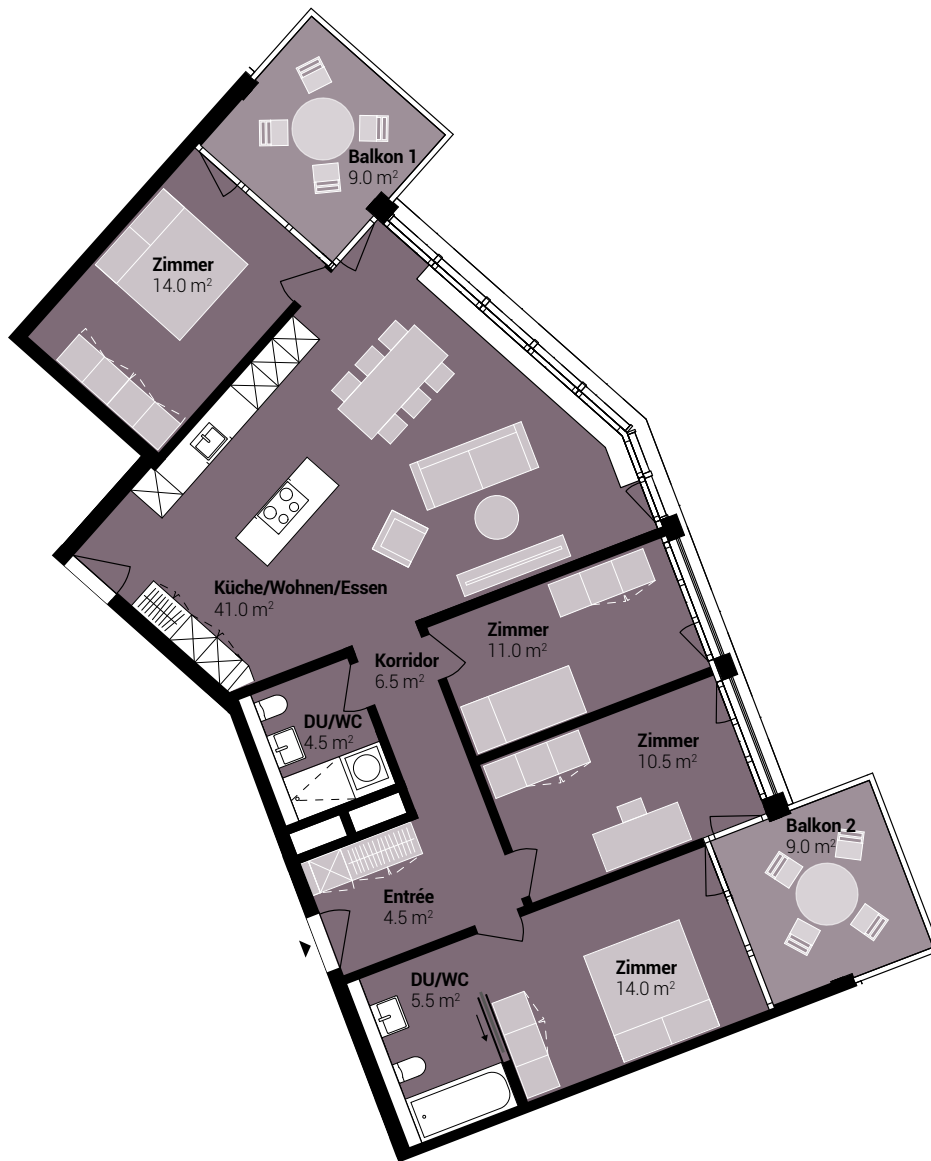 Balkon 1
9.0 m²
Zimmer
14.0 m²
Küche/Wohnen/Essen
41.0 m²
Zimmer
11.0 m²
Korridor
6.5 m²
DU/WC
4.5 m²
Zimmer
10.5 m²
Balkon 2
9.0 m²
Entrée
4.5 m²
Zimmer
14.0 m²
DU/WC
5.5 m²